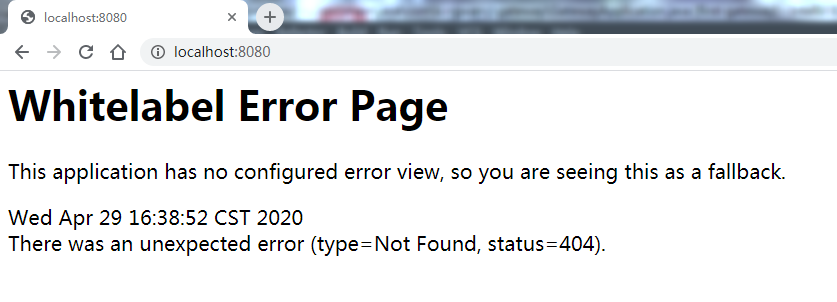 localhost:8080
localhost:8080
Whitelabel Error Page
This application has no configured error view, so you are seeing this as a fallback.
Wed Apr 29 16:38:52 CST 2020
There was an unexpected error (type=Not Found, status=404).